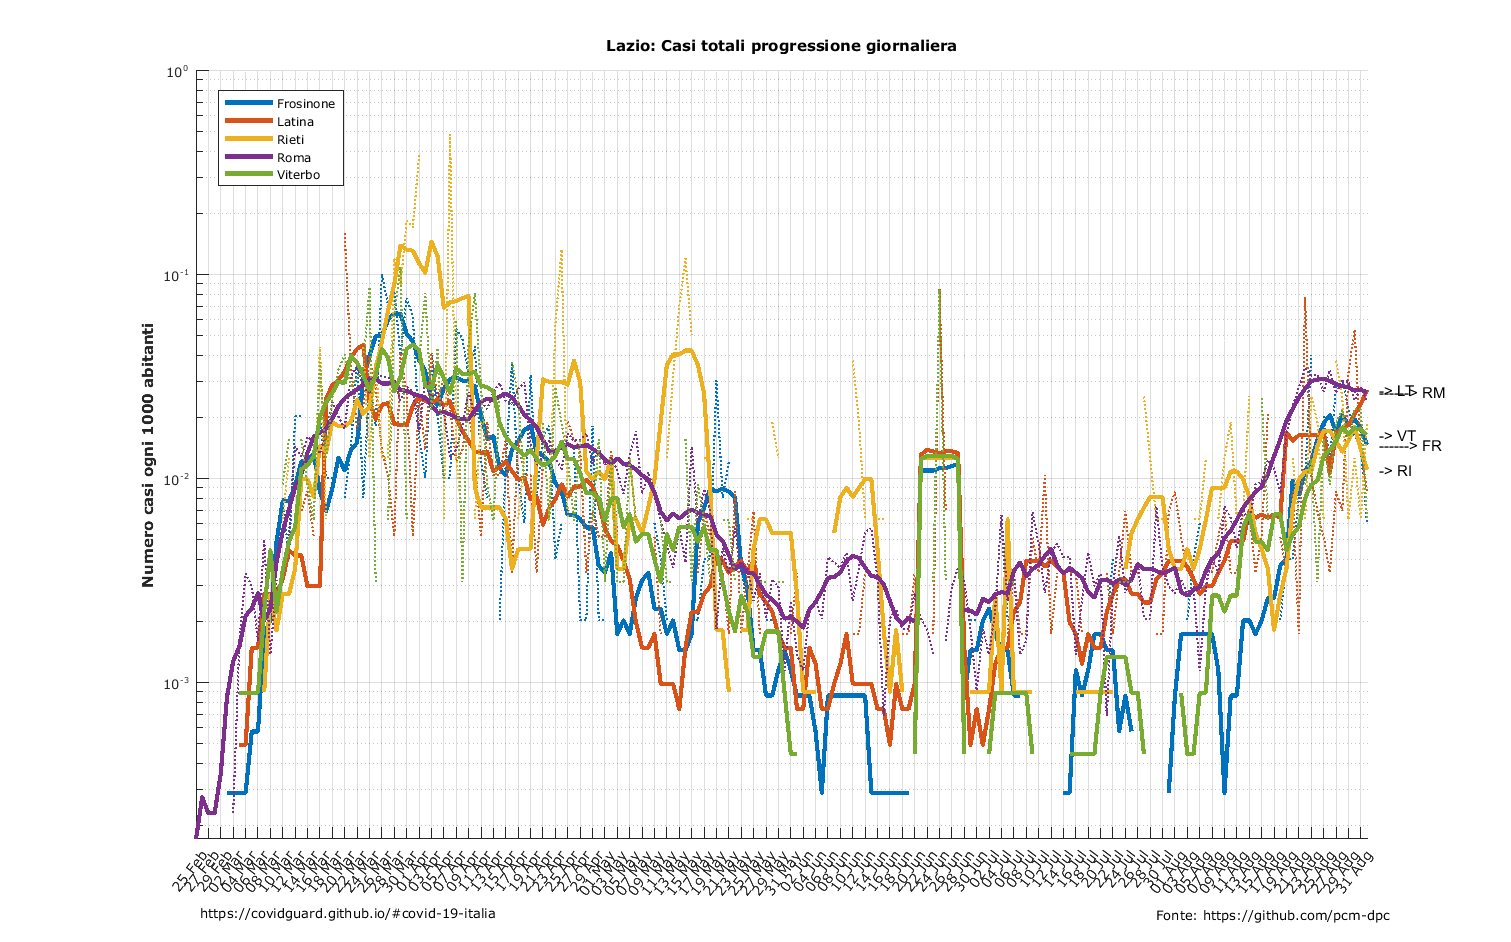 Lazio: Casi totali progressione giornaliera
10⁰
10⁻¹
10⁻²
10⁻³
Numero casi ogni 1000 abitanti
Frosinone
Latina
Rieti
Roma
Viterbo
-> LT
------> RM
-> VT
------> FR
-> RI
25 Feb
27 Feb
29 Feb
02 Mar
04 Mar
06 Mar
08 Mar
10 Mar
12 Mar
14 Mar
16 Mar
18 Mar
20 Mar
22 Mar
24 Mar
26 Mar
28 Mar
30 Mar
01 Apr
03 Apr
05 Apr
07 Apr
09 Apr
11 Apr
13 Apr
15 Apr
17 Apr
19 Apr
21 Apr
23 Apr
25 Apr
27 Apr
29 Apr
01 May
03 May
05 May
07 May
09 May
11 May
13 May
15 May
17 May
19 May
21 May
23 May
25 May
27 May
29 May
31 May
02 Jun
04 Jun
06 Jun
08 Jun
10 Jun
12 Jun
14 Jun
16 Jun
18 Jun
20 Jun
22 Jun
24 Jun
26 Jun
28 Jun
30 Jun
02 Jul
04 Jul
06 Jul
08 Jul
10 Jul
12 Jul
14 Jul
16 Jul
18 Jul
20 Jul
22 Jul
24 Jul
26 Jul
28 Jul
30 Jul
01 Aug
03 Aug
05 Aug
07 Aug
09 Aug
11 Aug
13 Aug
15 Aug
17 Aug
19 Aug
21 Aug
23 Aug
25 Aug
27 Aug
29 Aug
31 Aug
https://covidguard.github.io/#covid-19-italia
Fonte: https://github.com/pcm-dpc